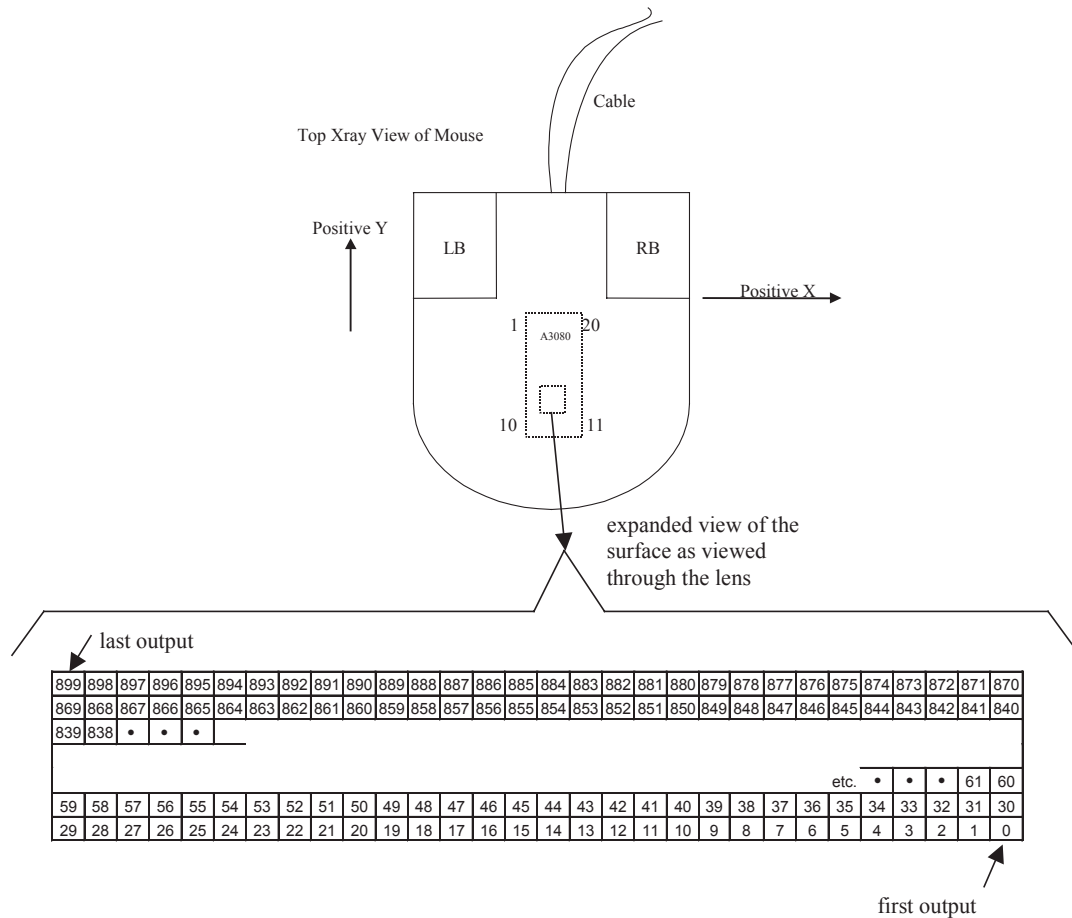 Cable
Top Xray View of Mouse
Positive Y
LB
RB
Positive X
1
20
A3080
10
11
expanded view of the
surface as viewed
through the lens
last output
899 898 897 896 895 894 893 892 891 890 889 888 887 886 885 884 883 882 881 880 879 878 877 876 875 874 873 872 871 870
869 868 867 866 865 864 863 862 861 860 859 858 857 856 855 854 853 852 851 850 849 848 847 846 845 844 843 842 841 840
839 838 • • •
etc. • • • 61 60
59 58 57 56 55 54 53 52 51 50 49 48 47 46 45 44 43 42 41 40 39 38 37 36 35 34 33 32 31 30
29 28 27 26 25 24 23 22 21 20 19 18 17 16 15 14 13 12 11 10 9 8 7 6 5 4 3 2 1 0
first output